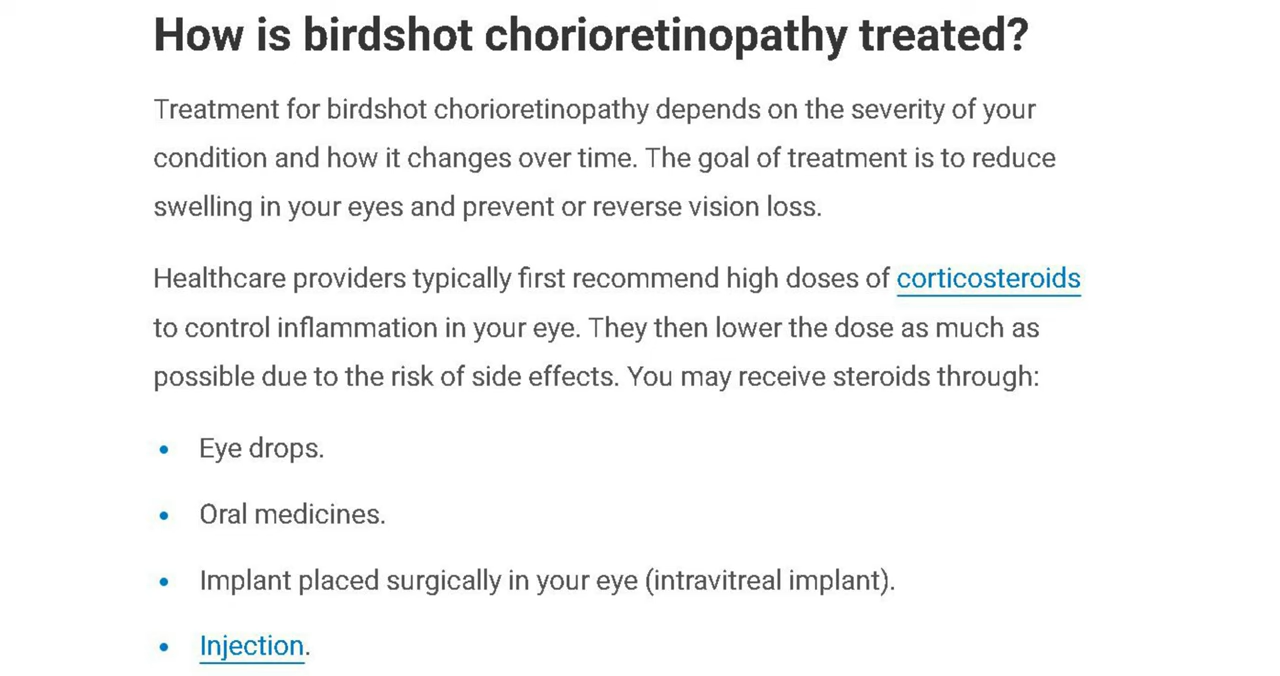 How is birdshot chorioretinopathy treated?
Treatment for birdshot chorioretinopathy depends on the severity of your
condition and how it changes over time. The goal of treatment is to reduce
swelling in your eyes and prevent or reverse vision loss.
Healthcare providers typically first recommend high doses of corticosteroids
to control inflammation in your eye. They then lower the dose as much as
possible due to the risk of side effects. You may receive steroids through:
• Eye drops.
• Oral medicines.
• Implant placed surgically in your eye (intravitreal implant).
• Injection.